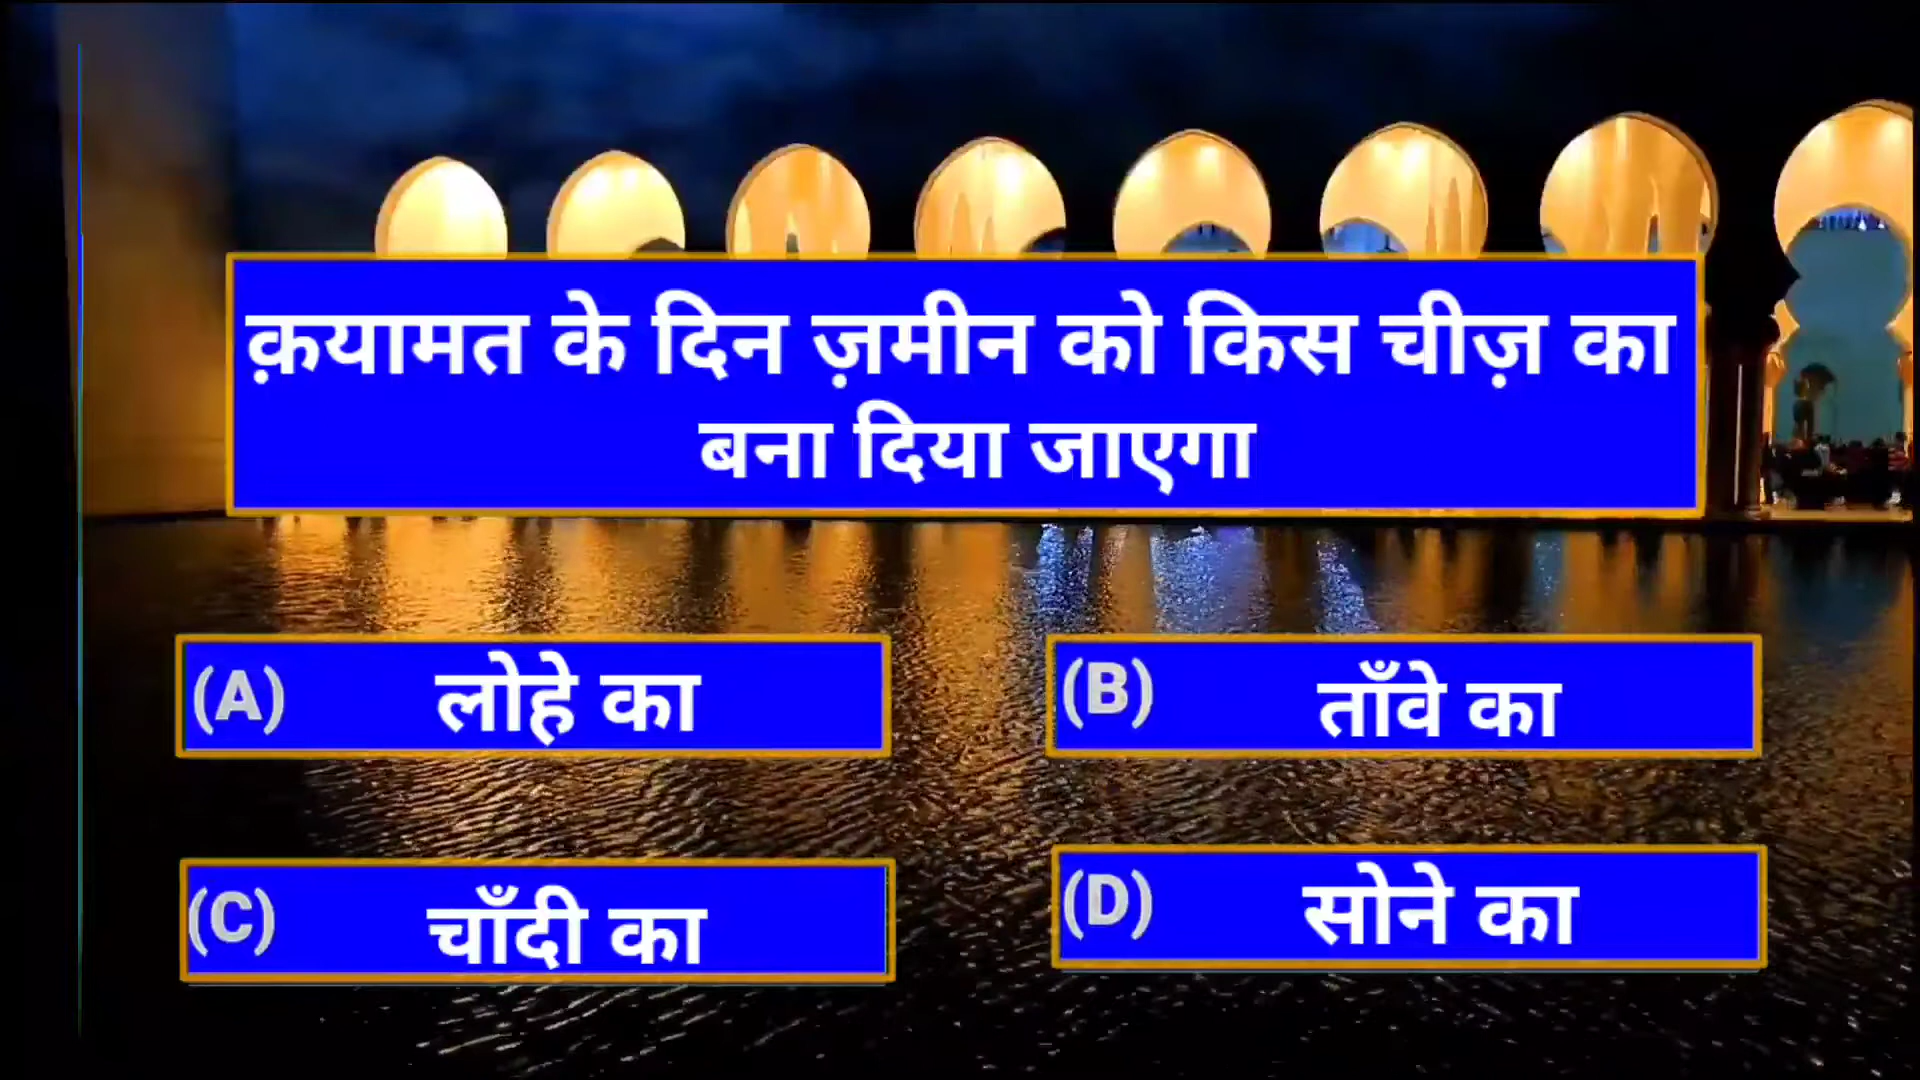 क़यामत के दिन ज़मीन को किस चीज़ का
बना दिया जाएगा
(A) लोहे का
(B) ताँवे का
(C) चाँदी का
(D) सोने का